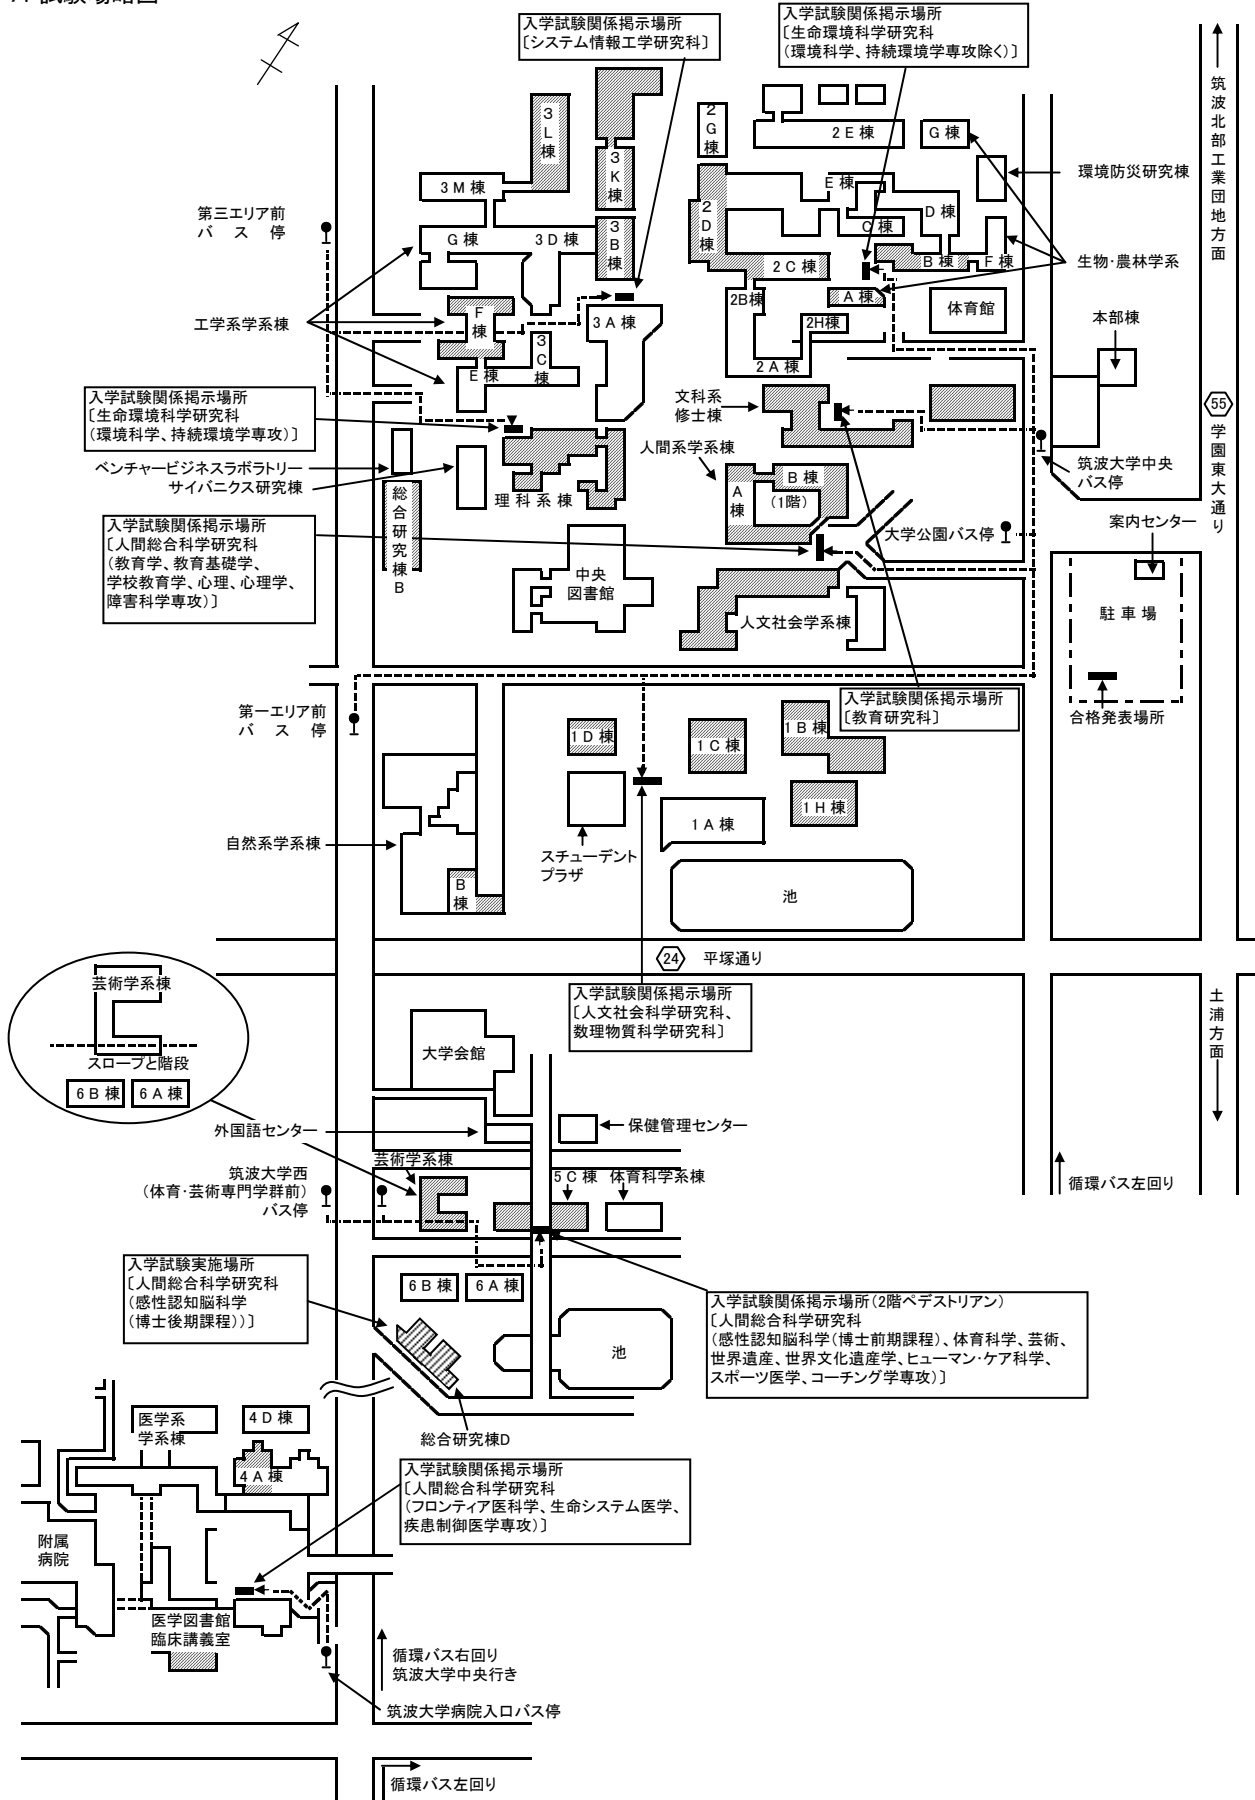 入学試験関係掲示場所
〔システム情報工学研究科〕
入学試験関係掲示場所
〔生命環境科学研究科
(環境科学、持続環境学専攻除く)〕
筑波北部工業団地方面
3L棟
3K棟
2G棟
2E棟
G棟
環境防災研究棟
3M棟
E棟
第三エリア前
バス停
2D棟
D棟
C棟
G棟
3D棟
3B棟
2C棟
B棟
F棟
生物・農林学系
2B棟
A棟
体育館
工学系学系棟
F棟
3A棟
2H棟
本部棟
3C棟
E棟
2A棟
入学試験関係掲示場所
〔生命環境科学研究科
(環境科学、持続環境学専攻)〕
文科系
修士棟
55
学園東大通り
ベンチャービジネスラボラトリー
サイバニクス研究棟
理科系棟
人間系学系棟
A棟
B棟
(1階)
筑波大学中央
バス停
総合研究棟B
入学試験関係掲示場所
〔人間総合科学研究科
(教育学、教育基礎学、
学校教育学、心理、心理学、
障害科学専攻)〕
大学公園バス停
案内センター
中央
図書館
人文社会学系棟
駐車場
入学試験関係掲示場所
〔教育研究科〕
合格発表場所
第一エリア前
バス停
1D棟
1C棟
1B棟
1H棟
1A棟
自然系学系棟
スチューデント
プラザ
B棟
池
24
平塚通り
芸術学系棟
スロープと階段
6B棟
6A棟
入学試験関係掲示場所
〔人文社会科学研究科、
数理物質科学研究科〕
土浦方面
大学会館
外国語センター
保健管理センター
芸術学系棟
筑波大学西
(体育・芸術専門学群前)
バス停
5C棟
体育科学系棟
循環バス左回り
入学試験実施場所
〔人間総合科学研究科
(感性認知脳科学
(博士後期課程))〕
6B棟
6A棟
入学試験関係掲示場所(2階ペデストリアン)
〔人間総合科学研究科
(感性認知脳科学(博士前期課程)、体育科学、芸術、
世界遺産、世界文化遺産学、ヒューマン・ケア科学、
スポーツ医学、コーチング学専攻)〕
池
総合研究棟D
医学系
学系棟
4D棟
4A棟
入学試験関係掲示場所
〔人間総合科学研究科
(フロンティア医科学、生命システム医学、
疾患制御医学専攻)〕
附属
病院
医学図書館
臨床講義室
循環バス右回り
筑波大学中央行き
筑波大学病院入口バス停
循環バス左回り